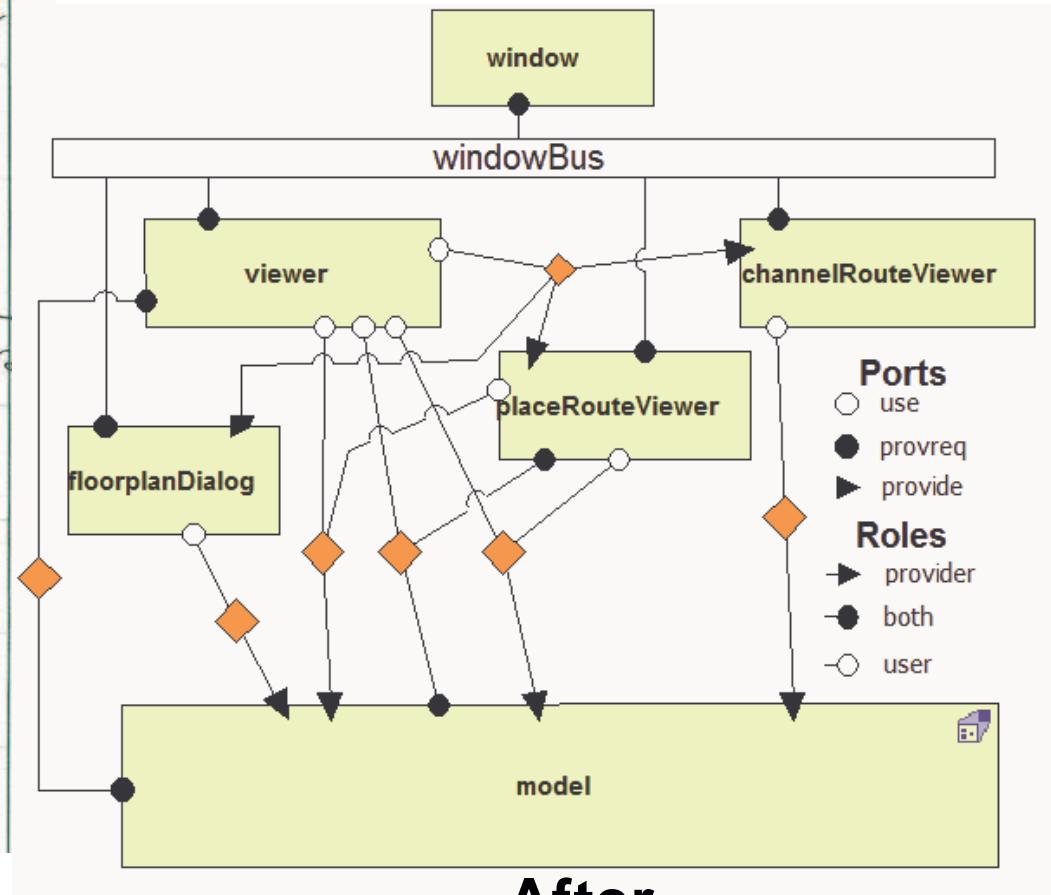 window
windowBus
viewer
channelRouteViewer
placeRouteViewer
floorplanDialog
Ports
use
provreq
provide
Roles
provider
both
user
model
After